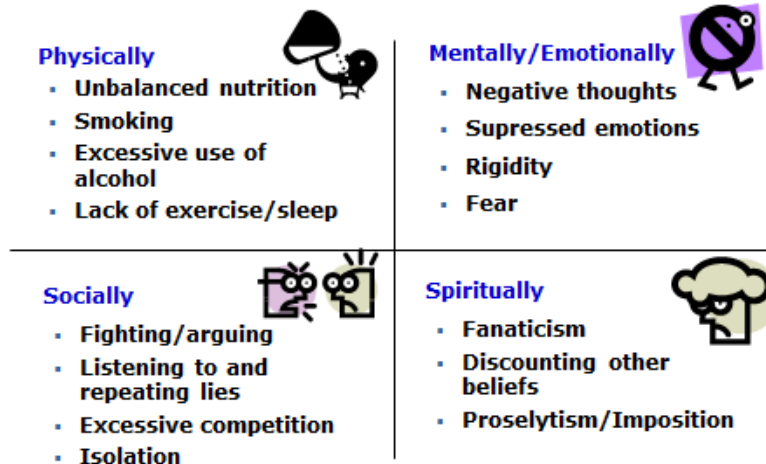 Physically
▪ Unbalanced nutrition
▪ Smoking
▪ Excessive use of
alcohol
▪ Lack of exercise/sleep
Mentally/Emotionally
▪ Negative thoughts
▪ Supressed emotions
▪ Rigidity
▪ Fear
Socially
▪ Fighting/arguing
▪ Listening to and
repeating lies
▪ Excessive competition
▪ Isolation
Spiritually
▪ Fanaticism
▪ Discounting other
beliefs
▪ Proselytism/Imposition